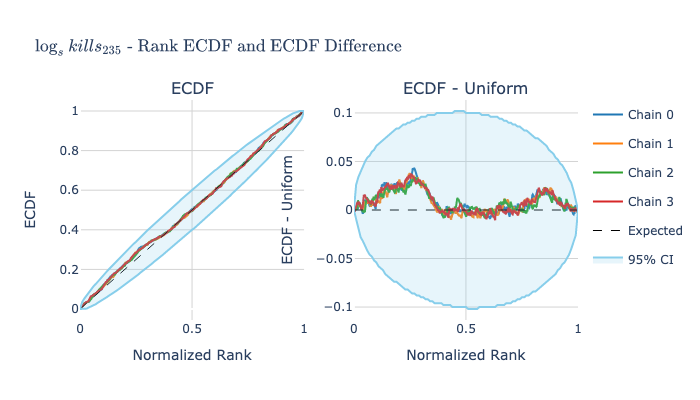 log_s kills_235 - Rank ECDF and ECDF Difference
ECDF
ECDF - Uniform
ECDF
1
0.8
0.6
0.4
0.2
0
0
0.5
1
Normalized Rank
ECDF - Uniform
0.1
0.05
0
−0.05
−0.1
0
0.5
1
Normalized Rank
Chain 0
Chain 1
Chain 2
Chain 3
Expected
95% CI